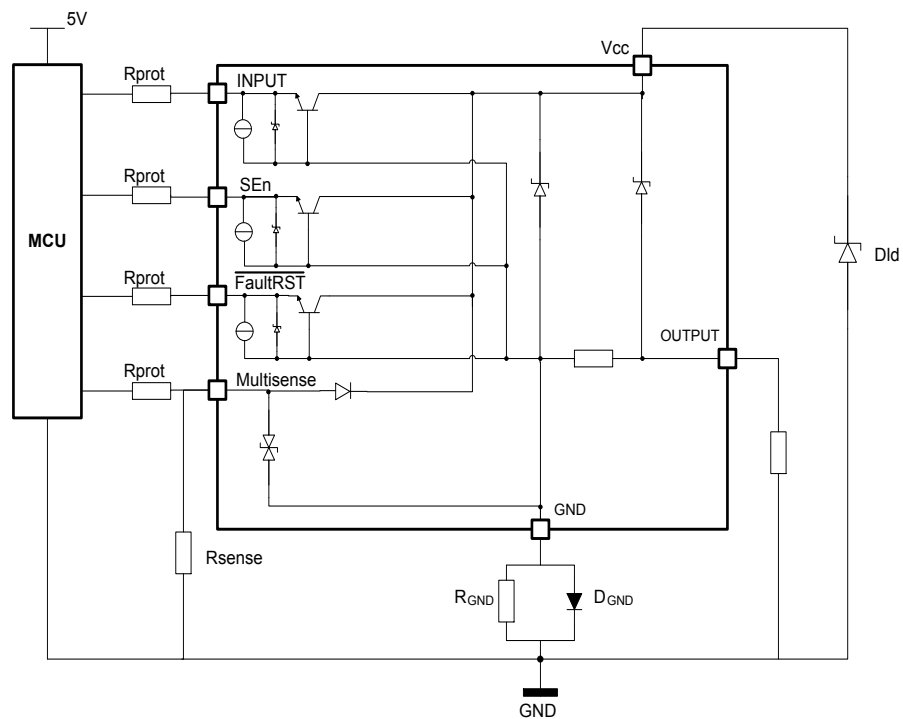 5V
Vcc
Rprot
INPUT
Rprot
SEn
MCU
Dld
Rprot
FaultRST
OUTPUT
Rprot
Multisense
GND
Rsense
RGND
DGND
GND